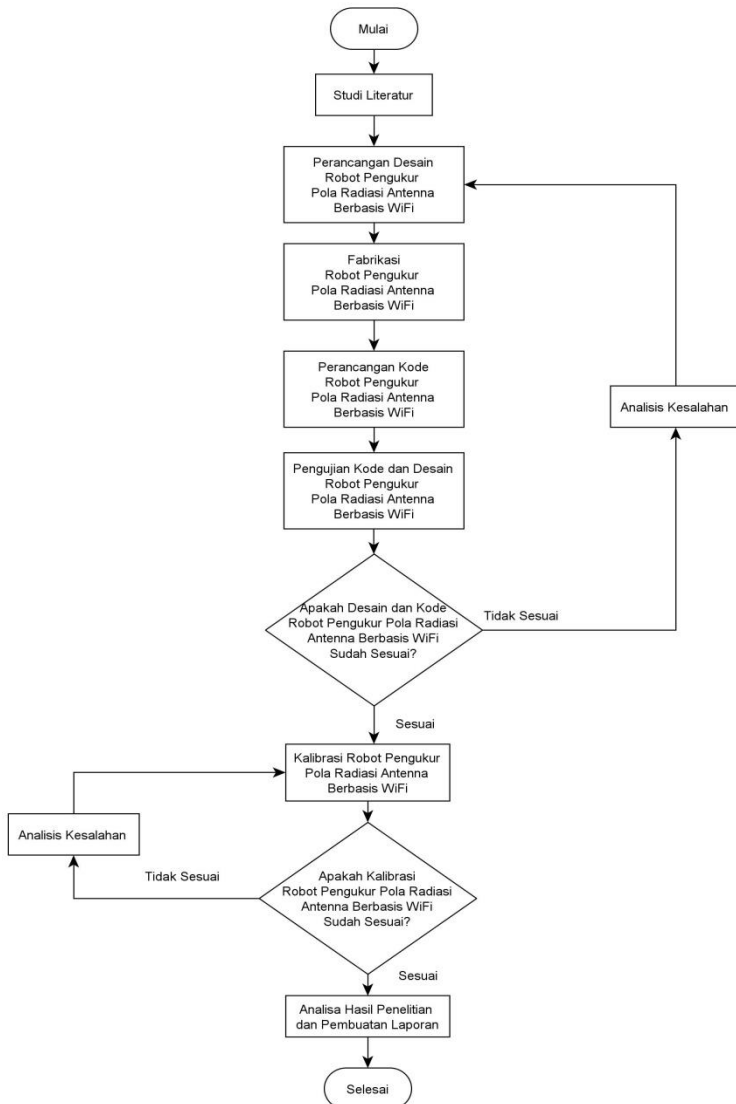 Mulai
Studi Literatur
Perancangan Desain
Robot Pengukur
Pola Radiasi Antenna
Berbasis WiFi
Fabrikasi
Robot Pengukur
Pola Radiasi Antenna
Berbasis WiFi
Perancangan Kode
Robot Pengukur
Pola Radiasi Antenna
Berbasis WiFi
Analisis Kesalahan
Pengujian Kode dan Desain
Robot Pengukur
Pola Radiasi Antenna
Berbasis WiFi
Apakah Desain dan Kode
Robot Pengukur Pola Radiasi
Antenna Berbasis WiFi
Sudah Sesuai?
Tidak Sesuai
Sesuai
Kalibrasi Robot Pengukur
Pola Radiasi Antenna
Berbasis WiFi
Analisis Kesalahan
Tidak Sesuai
Apakah Kalibrasi
Robot Pengukur Pola Radiasi
Antenna Berbasis WiFi
Sudah Sesuai?
Sesuai
Analisa Hasil Penelitian
dan Pembuatan Laporan
Selesai